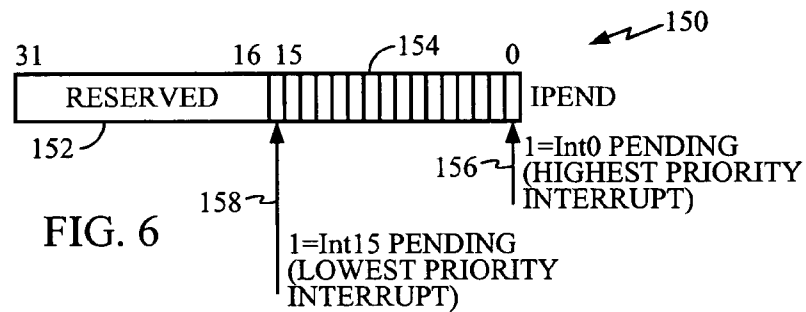 150
31 16 15 154 0
RESERVED IPEND
152
156 1=Int0 PENDING
(HIGHEST PRIORITY
INTERRUPT)
158
FIG. 6
1=Int15 PENDING
(LOWEST PRIORITY
INTERRUPT)